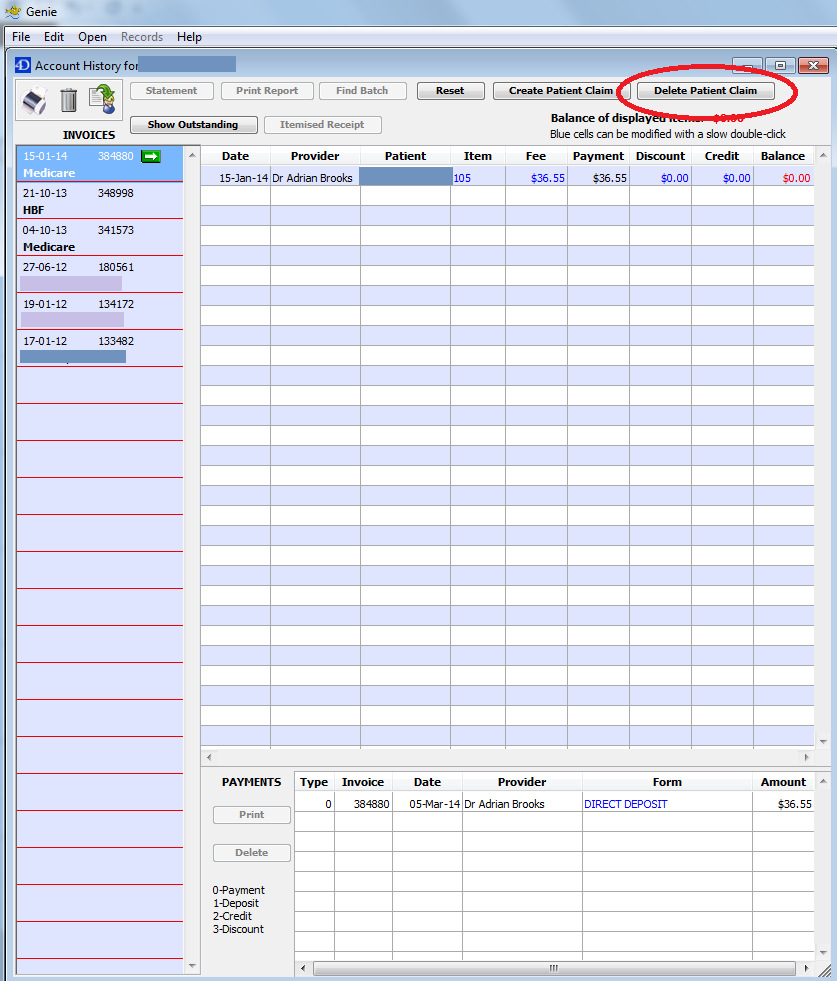 Genie
File Edit Open Records Help
4D Account History for
Statement Print Report Find Batch Reset Create Patient Claim Delete Patient Claim
Show Outstanding Itemised Receipt
Balance of displayed items: $0.00
Blue cells can be modified with a slow double-click
INVOICES
15-01-14 384880
Medicare
21-10-13 348998
HBF
04-10-13 341573
Medicare
27-06-12 180561
19-01-12 134172
17-01-12 133482
Date Provider Patient Item Fee Payment Discount Credit Balance
15-Jan-14 Dr Adrian Brooks 105 $36.55 $36.55 $0.00 $0.00 $0.00
PAYMENTS
Print
Delete
0-Payment
1-Deposit
2-Credit
3-Discount
Type Invoice Date Provider Form Amount
0 384880 05-Mar-14 Dr Adrian Brooks DIRECT DEPOSIT $36.55